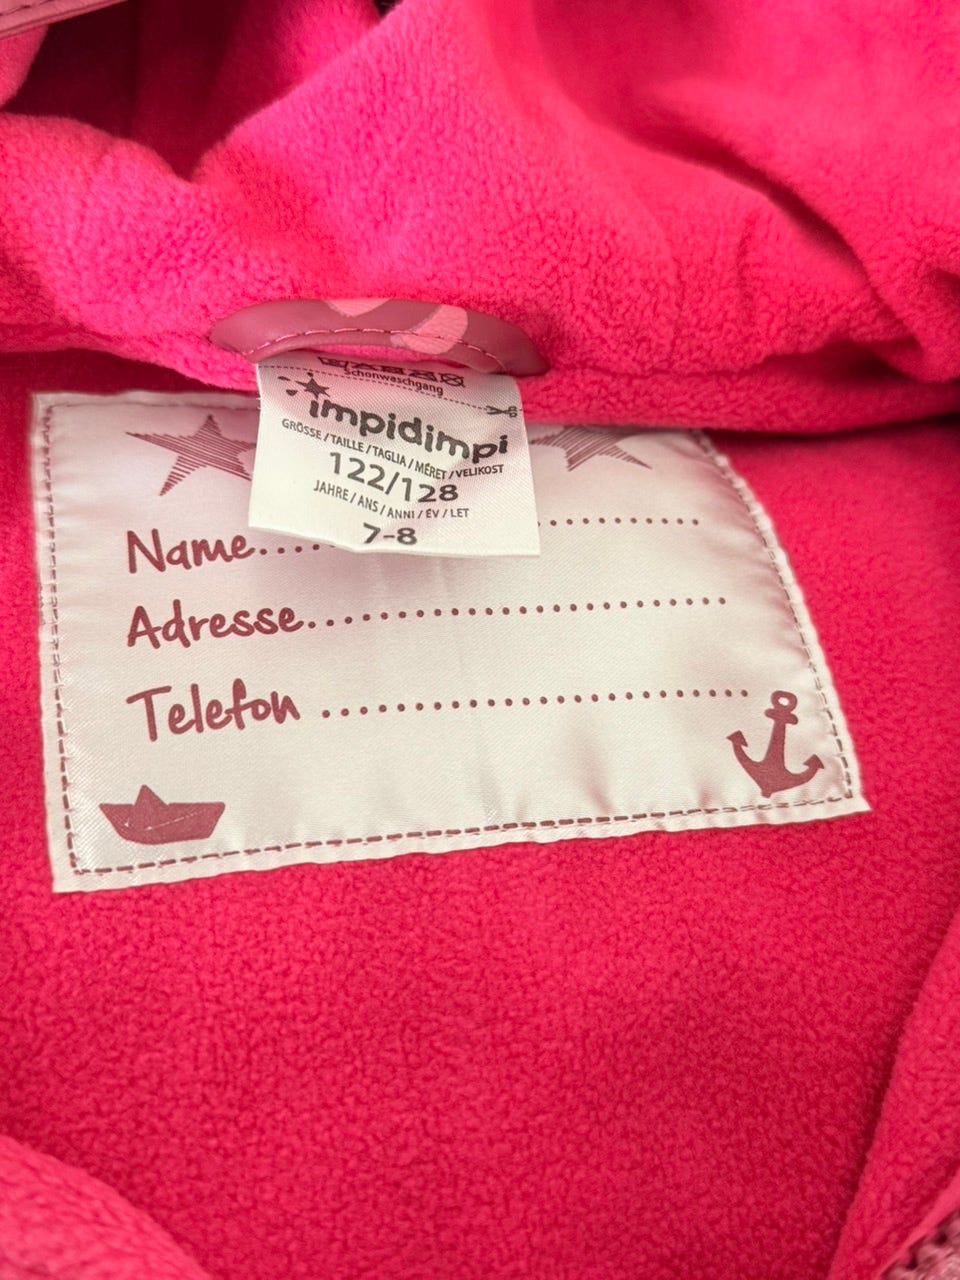 Schonwaschgang
impidimpi
GRÖSSE / TAILLE / TAGLIA / MÉRET / VELIKOST
122/128
JAHRE / ANS / ANNI / ÉV / LET
7-8
Name
Adresse
Telefon